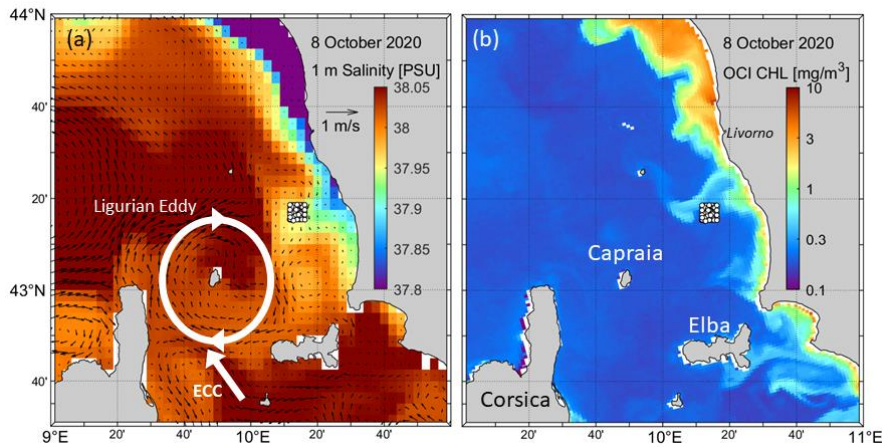 44°N
(a)
8 October 2020
1 m Salinity [PSU]
1 m/s
38.05
38
37.9
37.85
37.8
Ligurian Eddy
ECC
40'
20'
43°N
40'
9°E
20'
40'
10°E
20'
40'
(b)
8 October 2020
OCI CHL [mg/m³]
10
3
1
0.3
0.1
Livorno
Capraia
Elba
Corsica
20'
40'
10°E
20'
40'
11°E